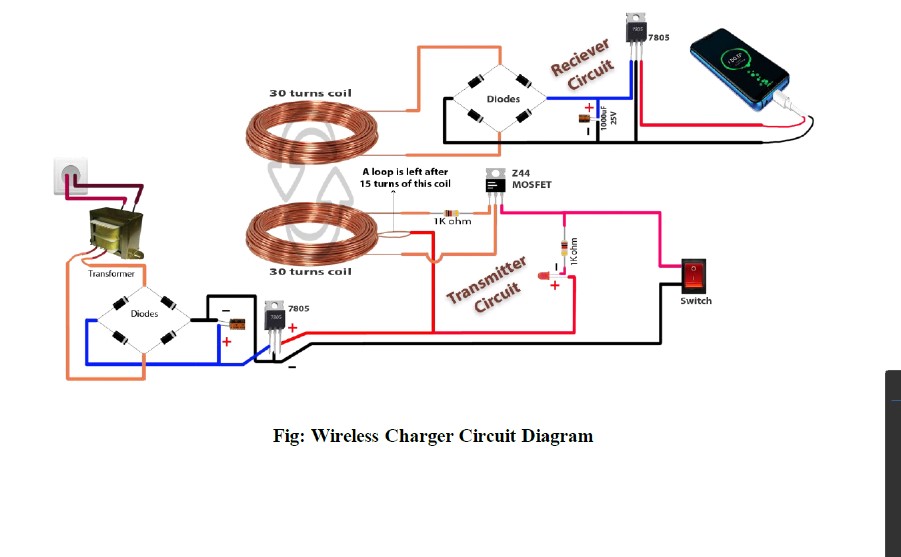 7805
7805
Reciever
Circuit
30 turns coil
Diodes
+
-
1000uF
25V
A loop is left after
15 turns of this coil
Z44
MOSFET
1K ohm
1K ohm
-
+
30 turns coil
Transmitter
Circuit
Transformer
Switch
Diodes
-
+
7805
7805
+
-
Fig: Wireless Charger Circuit Diagram